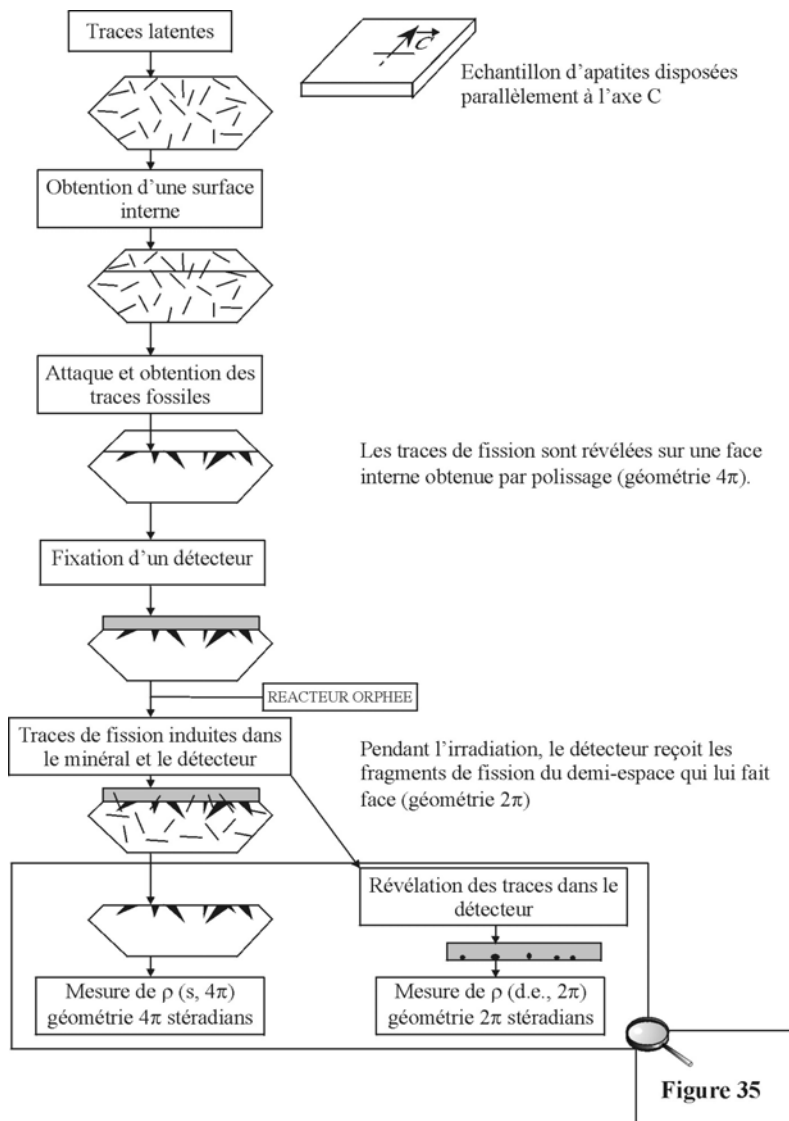 Traces latentes
C
Echantillon d'apatites disposées
parallèlement à l'axe C
Obtention d'une surface
interne
Attaque et obtention des
traces fossiles
Les traces de fission sont révélées sur une face
interne obtenue par polissage (géométrie 4π).
Fixation d'un détecteur
REACTEUR ORPHEE
Traces de fission induites dans
le minéral et le détecteur
Pendant l'irradiation, le détecteur reçoit les
fragments de fission du demi-espace qui lui fait
face (géométrie 2π)
Révélation des traces dans le
détecteur
Mesure de ρ (s, 4π)
géométrie 4π stéradians
Mesure de ρ (d.e., 2π)
géométrie 2π stéradians
Figure 35